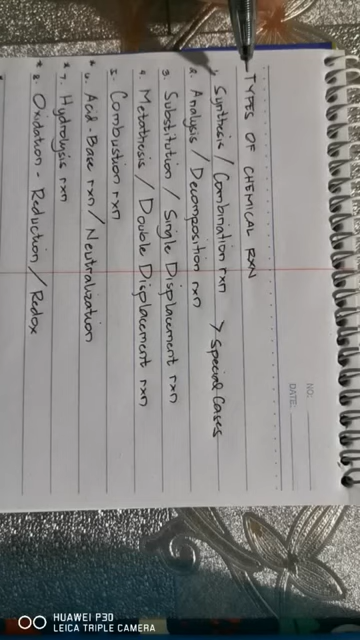 NO:
DATE:
TYPES OF CHEMICAL RXN
1. Synthesis / Combination rxn > Special Cases
2. Analysis / Decomposition rxn
3. Substitution / Single Displacement rxn
4. Metathesis / Double Displacement rxn
5. Combustion rxn
* 6. Acid - Base rxn / Neutralization
* 7. Hydrolysis rxn
* 8. Oxidation - Reduction / Redox
HUAWEI P30
LEICA TRIPLE CAMERA